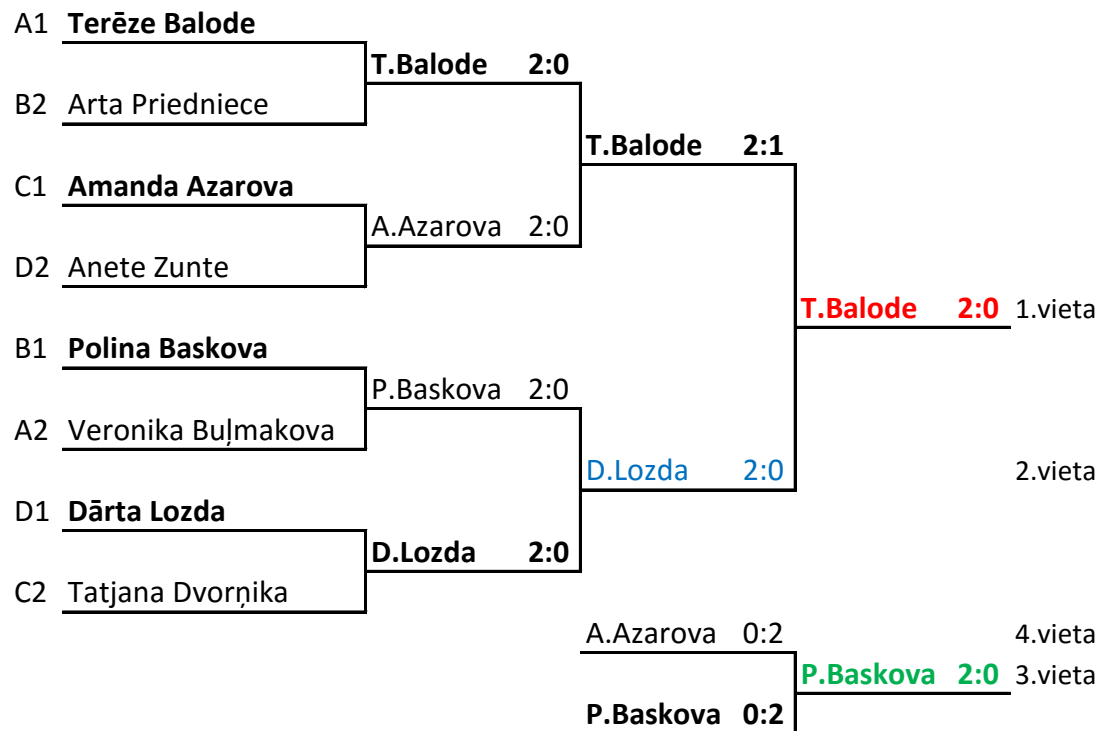 A1 Terēze Balode
T.Balode 2:0
B2 Arta Priedniece
T.Balode 2:1
C1 Amanda Azarova
A.Azarova 2:0
D2 Anete Zunte
T.Balode 2:0 1.vieta
B1 Polina Baskova
P.Baskova 2:0
A2 Veronika Buļmakova
D.Lozda 2:0 2.vieta
D1 Dārta Lozda
D.Lozda 2:0
C2 Tatjana Dvorņika
A.Azarova 0:2 4.vieta
P.Baskova 2:0 3.vieta
P.Baskova 0:2